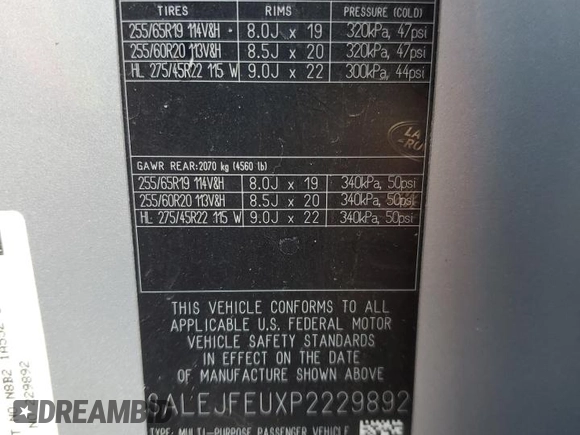 TIRES RIMS PRESSURE (COLD)
255/65R19 114V&H 8.0J x 19 320kPa, 47psi
255/60R20 113V&H 8.5J x 20 320kPa, 47psi
HL 275/45R22 115 W 9.0J x 22 300kPa, 44psi
GAWR REAR: 2070 kg (4560 lb)
255/65R19 114V&H 8.0J x 19 340kPa, 50psi
255/60R20 113V&H 8.5J x 20 340kPa, 50psi
HL 275/45R22 115 W 9.0J x 22 340kPa, 50psi
THIS VEHICLE CONFORMS TO ALL
APPLICABLE U.S. FEDERAL MOTOR
VEHICLE SAFETY STANDARDS
IN EFFECT ON THE DATE
OF MANUFACTURE SHOWN ABOVE
SALEJFEUXP2229892
TYPE: MULTI-PURPOSE PASSENGER VEHICLE
DEALERS
AUCTION